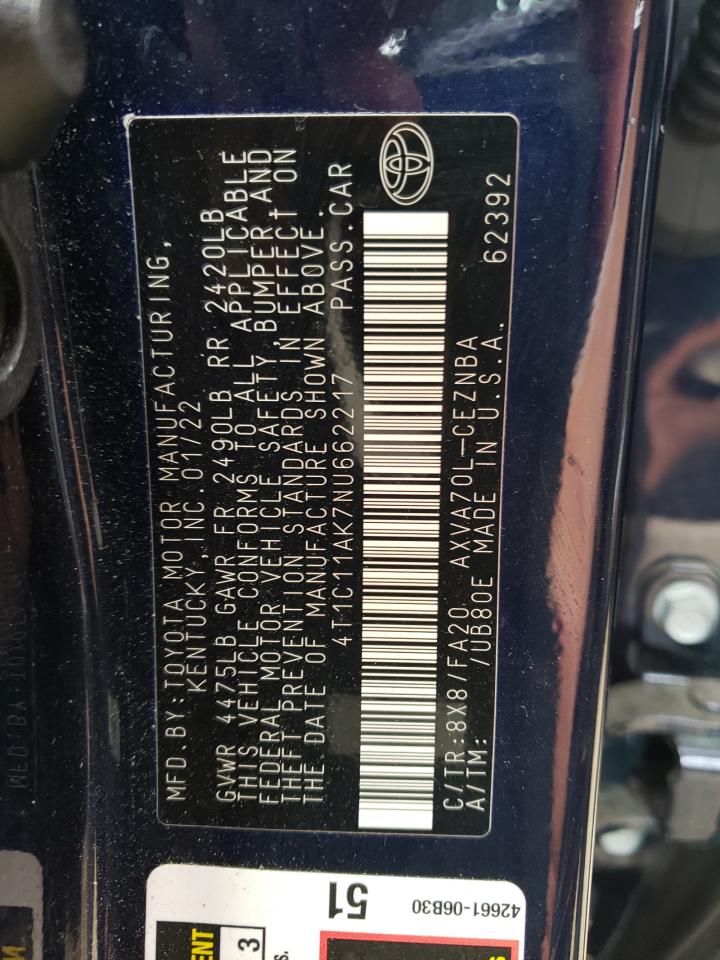 MFD.BY:TOYOTA MOTOR MANUFACTURING,
KENTUCKY, INC.01/22
GVWR 4475LB GAWR FR 2490LB RR 2420LB
THIS VEHICLE CONFORMS TO ALL APPLICABLE
FEDERAL MOTOR VEHICLE SAFETY, BUMPER AND
THEFT PREVENTION STANDARDS IN EFFECT ON
THE DATE OF MANUFACTURE SHOWN ABOVE.
4T1C11AK7NU662217 PASS.CAR
C/TR:8X8/FA20 AXVA70L-CEZNBA
A/TM: /UB80E MADE IN U.S.A. 62392
51
42661-06B30
3